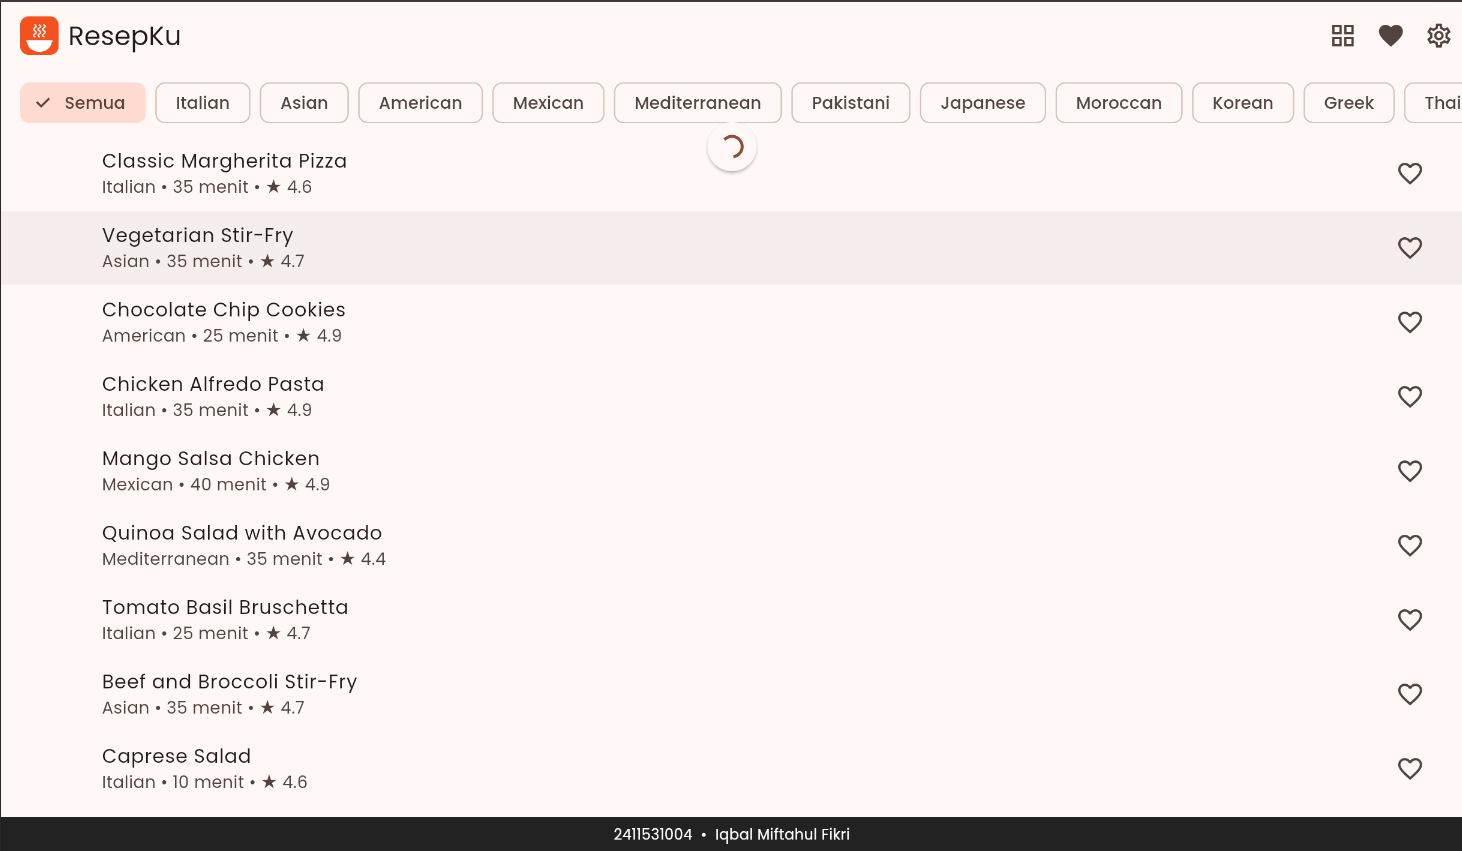 ResepKu
Semua Italian Asian American Mexican Mediterranean Pakistani Japanese Moroccan Korean Greek Thai
Classic Margherita Pizza
Italian • 35 menit • ★ 4.6
Vegetarian Stir-Fry
Asian • 35 menit • ★ 4.7
Chocolate Chip Cookies
American • 25 menit • ★ 4.9
Chicken Alfredo Pasta
Italian • 35 menit • ★ 4.9
Mango Salsa Chicken
Mexican • 40 menit • ★ 4.9
Quinoa Salad with Avocado
Mediterranean • 35 menit • ★ 4.4
Tomato Basil Bruschetta
Italian • 25 menit • ★ 4.7
Beef and Broccoli Stir-Fry
Asian • 35 menit • ★ 4.7
Caprese Salad
Italian • 10 menit • ★ 4.6
2411531004 • Iqbal Miftahul Fikri